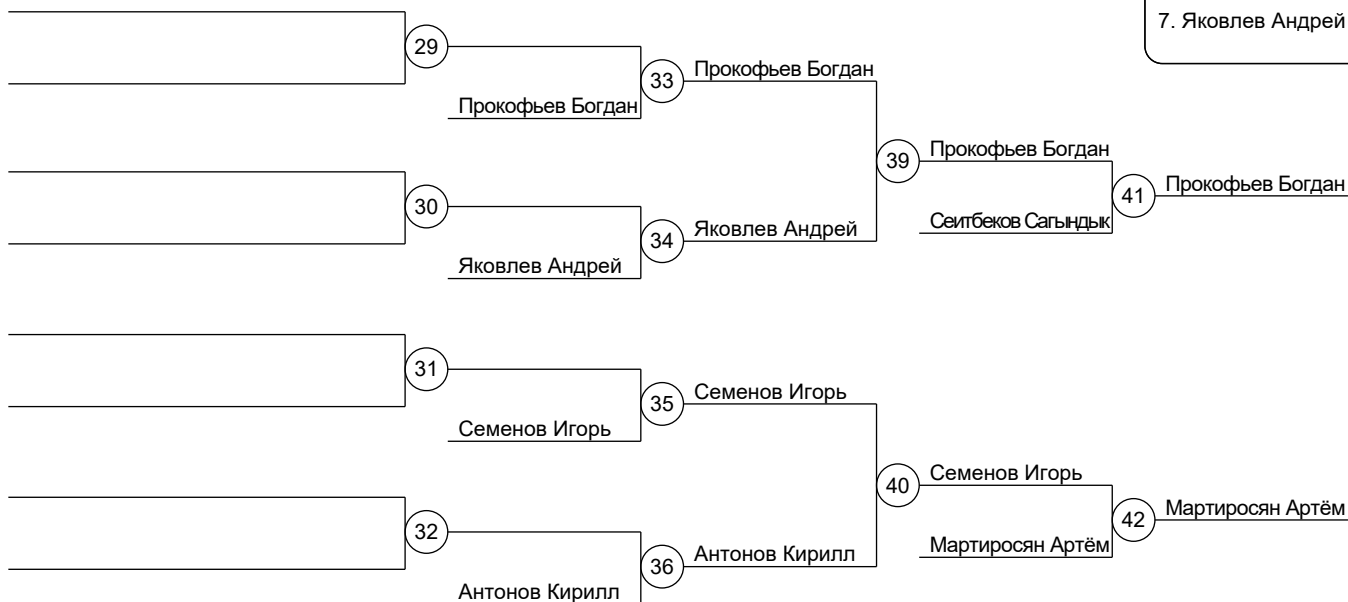 7. Яковлев Андрей
29
33
Прокофьев Богдан
Прокофьев Богдан
39
Прокофьев Богдан
41
Прокофьев Богдан
Сеитбеков Сагындык
30
34
Яковлев Андрей
Яковлев Андрей
31
35
Семенов Игорь
Семенов Игорь
40
Семенов Игорь
42
Мартиросян Артём
Мартиросян Артём
32
36
Антонов Кирилл
Антонов Кирилл